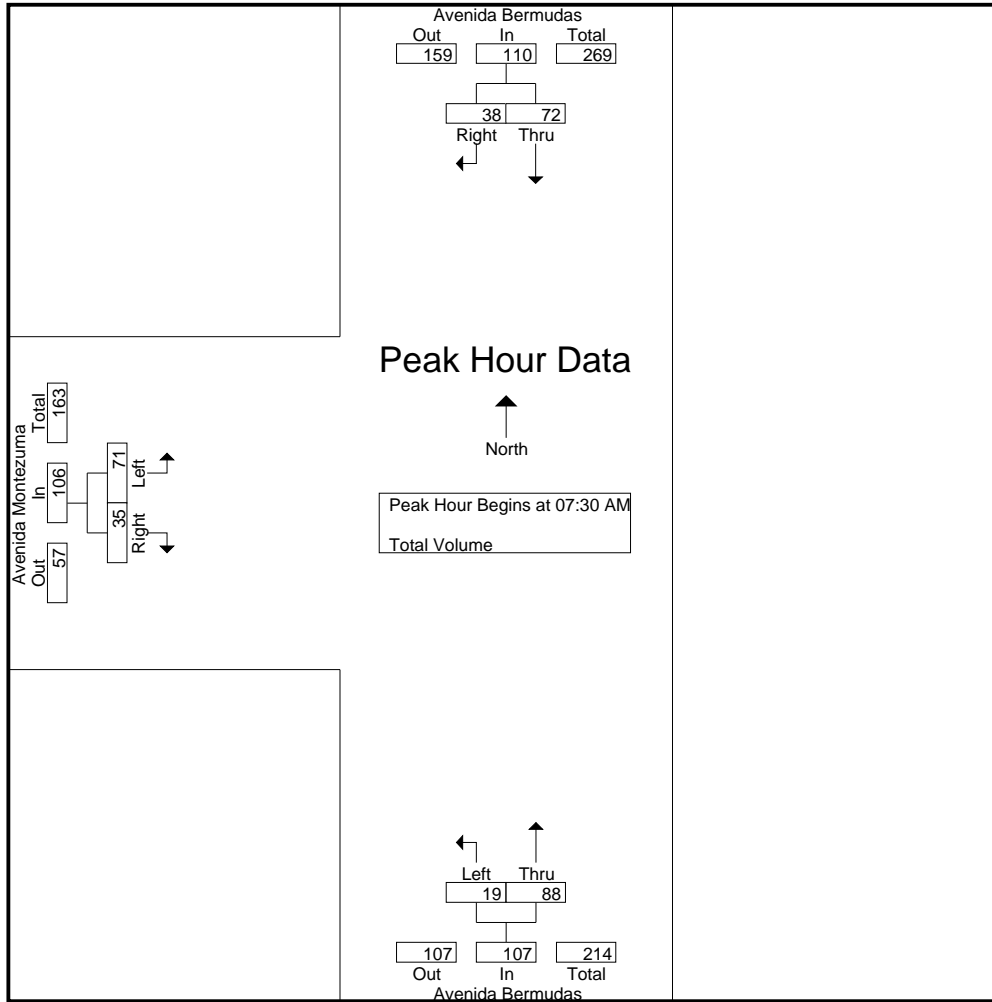 Avenida Bermudas
Out In Total
159 110 269
38 72
Right Thru
Peak Hour Data
North
Peak Hour Begins at 07:30 AM
Total Volume
Avenida Montezuma
Out In Total
57 106 163
35 71
Right Left
Left Thru
19 88
107 107 214
Out In Total
Avenida Bermudas